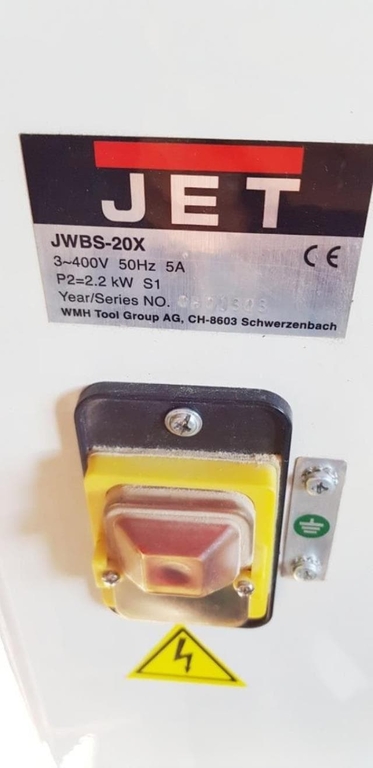 JET
JWBS-20X
3~400V 50Hz 5A
P2=2.2 kW S1
CE
Year/Series NO.
WMH Tool Group AG, CH-8603 Schwerzenbach